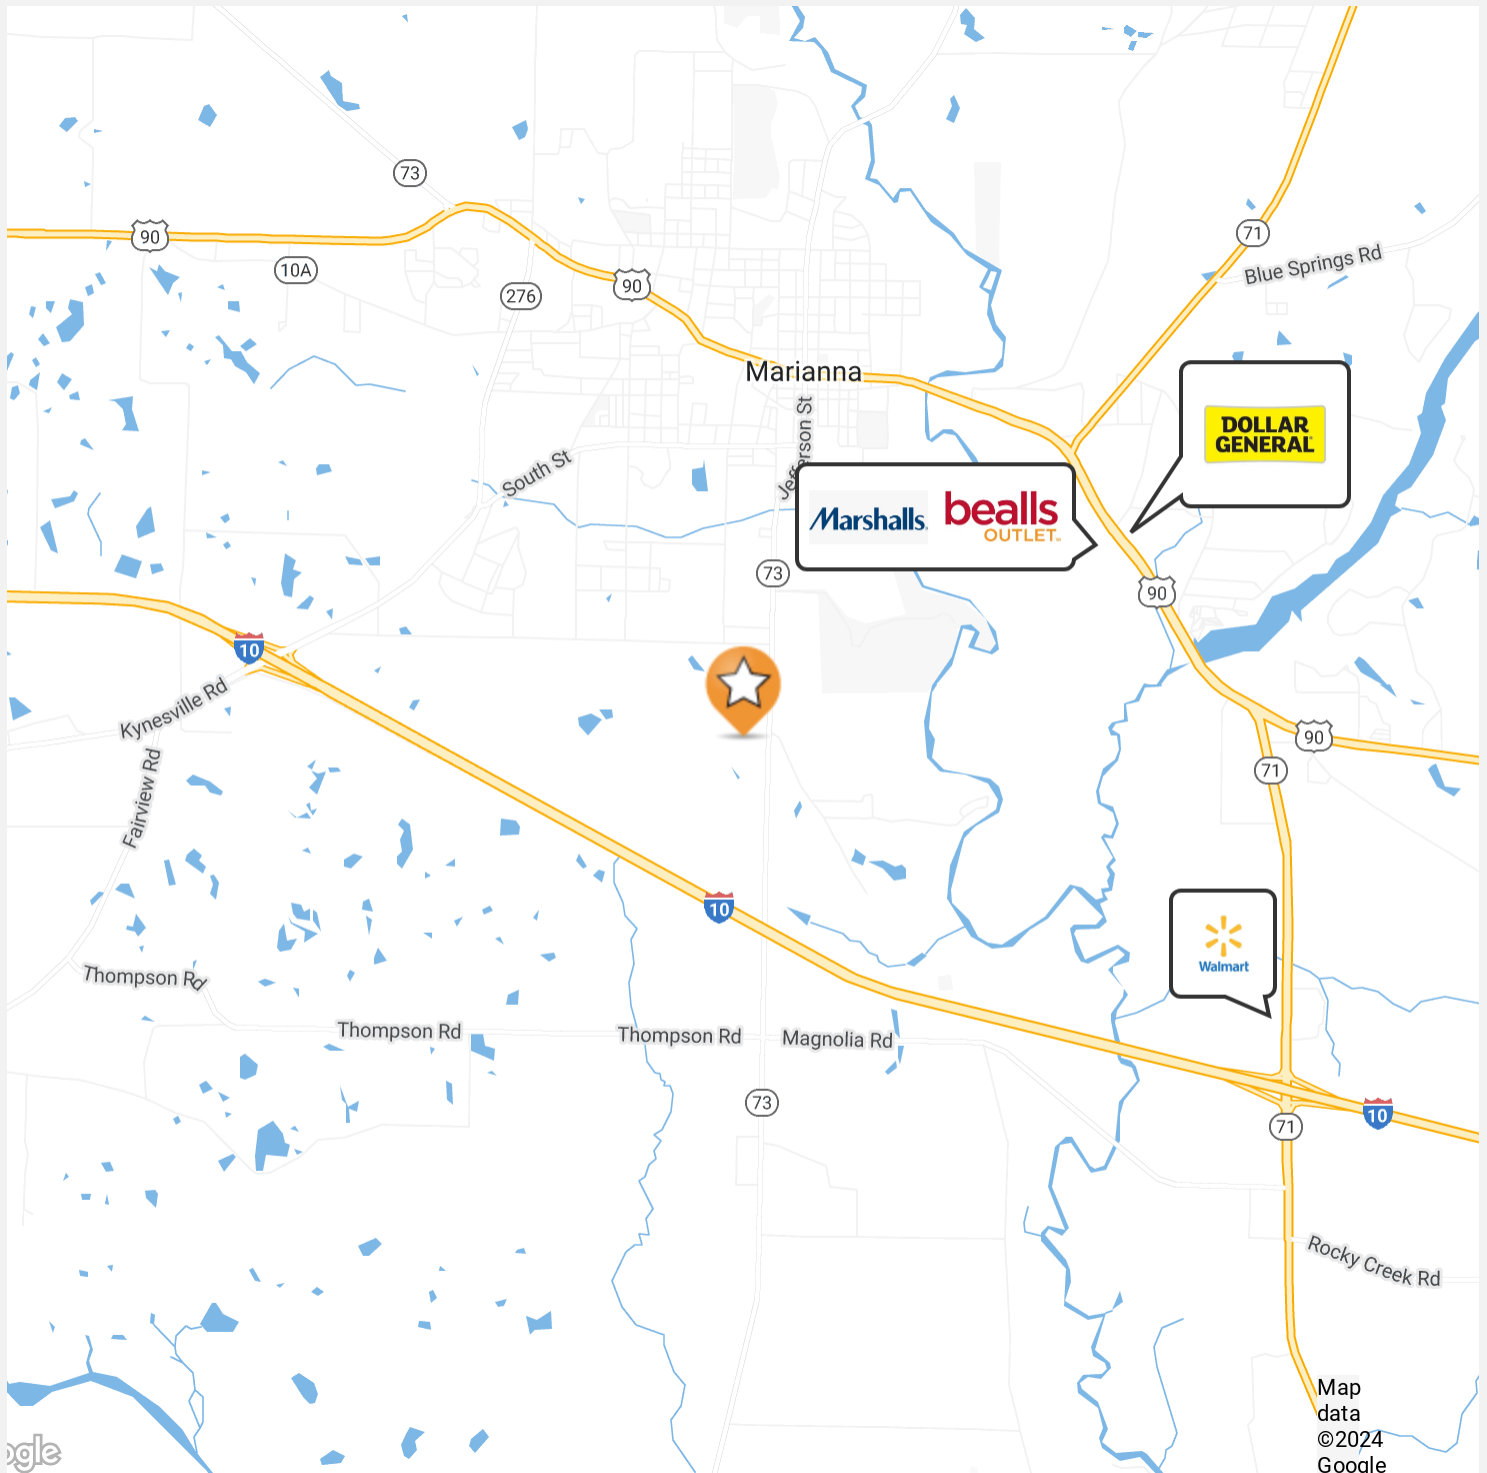 73
90
10A
276
90
71
Blue Springs Rd
Marianna
Jefferson St
South St
DOLLAR
GENERAL
Marshalls
bealls
OUTLET
73
90
10
Kynesville Rd
Fairview Rd
90
71
10
Walmart
Thompson Rd
Thompson Rd
Thompson Rd
Magnolia Rd
73
10
71
Rocky Creek Rd
Map
data
©2024
Google
ogle